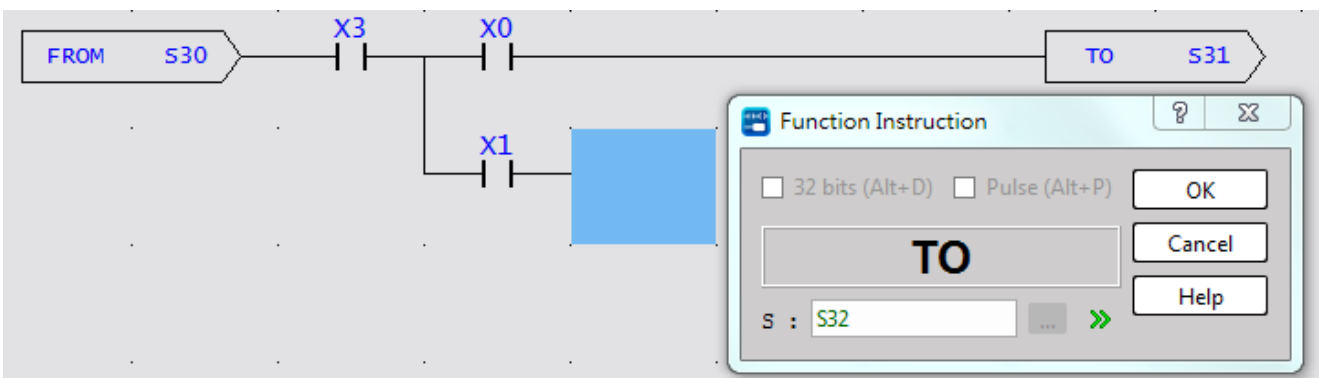 X3 X0
FROM S30
TO S31
X1
Function Instruction
32 bits (Alt+D) Pulse (Alt+P)
OK
TO
Cancel
Help
S : S32 ... »